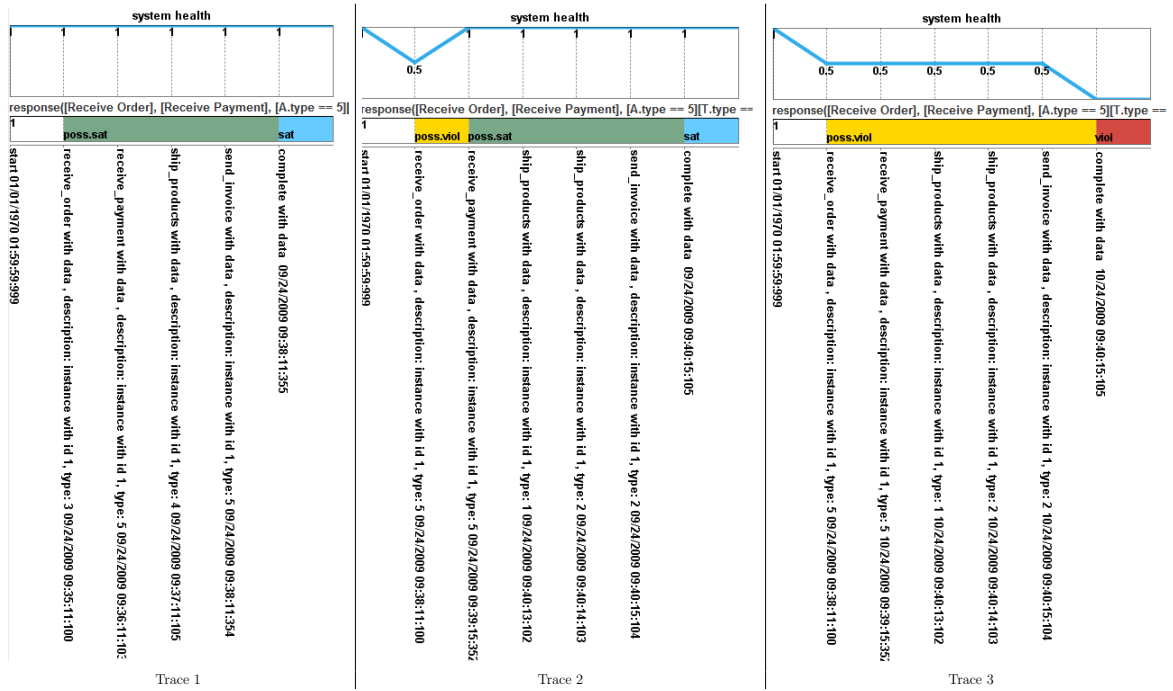 system health
1
1
1
1
1
1
response([Receive Order], [Receive Payment], [A.type == 5][
1
poss.sat
sat
start 01/01/1970 01:59:59:999
receive_order with data , description: instance with id 1, type: 3 09/24/2009 09:35:11:100
receive_payment with data , description: instance with id 1, type: 5 09/24/2009 09:36:11:103
ship_products with data , description: instance with id 1, type: 4 09/24/2009 09:37:11:105
send_invoice with data , description: instance with id 1, type: 5 09/24/2009 09:38:11:354
complete with data 09/24/2009 09:38:11:355
Trace 1
system health
1
0.5
1
1
1
1
1
response([Receive Order], [Receive Payment], [A.type == 5][T.type ==
1
poss.viol
poss.sat
sat
start 01/01/1970 01:59:59:999
receive_order with data , description: instance with id 1, type: 5 09/24/2009 09:38:11:100
receive_payment with data , description: instance with id 1, type: 5 09/24/2009 09:39:15:352
ship_products with data , description: instance with id 1, type: 1 09/24/2009 09:40:13:102
ship_products with data , description: instance with id 1, type: 2 09/24/2009 09:40:14:103
send_invoice with data , description: instance with id 1, type: 2 09/24/2009 09:40:15:104
complete with data 09/24/2009 09:40:15:105
Trace 2
system health
1
0.5
0.5
0.5
0.5
0.5
response([Receive Order], [Receive Payment], [A.type == 5][T.type ==
1
poss.viol
viol
start 01/01/1970 01:59:59:999
receive_order with data , description: instance with id 1, type: 5 09/24/2009 09:38:11:100
receive_payment with data , description: instance with id 1, type: 5 10/24/2009 09:39:15:352
ship_products with data , description: instance with id 1, type: 1 10/24/2009 09:40:13:102
ship_products with data , description: instance with id 1, type: 2 10/24/2009 09:40:14:103
send_invoice with data , description: instance with id 1, type: 2 10/24/2009 09:40:15:104
complete with data 10/24/2009 09:40:15:105
Trace 3